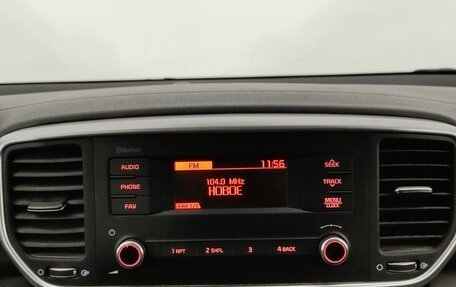 Bluetooth
AUDIO
FM 11:56
SEEK
104.0 MHz
PHONE
НОВОЕ
TRACK
FAV
MENU
CLOCK
1 RPT 2 SHFL 3 4 BACK